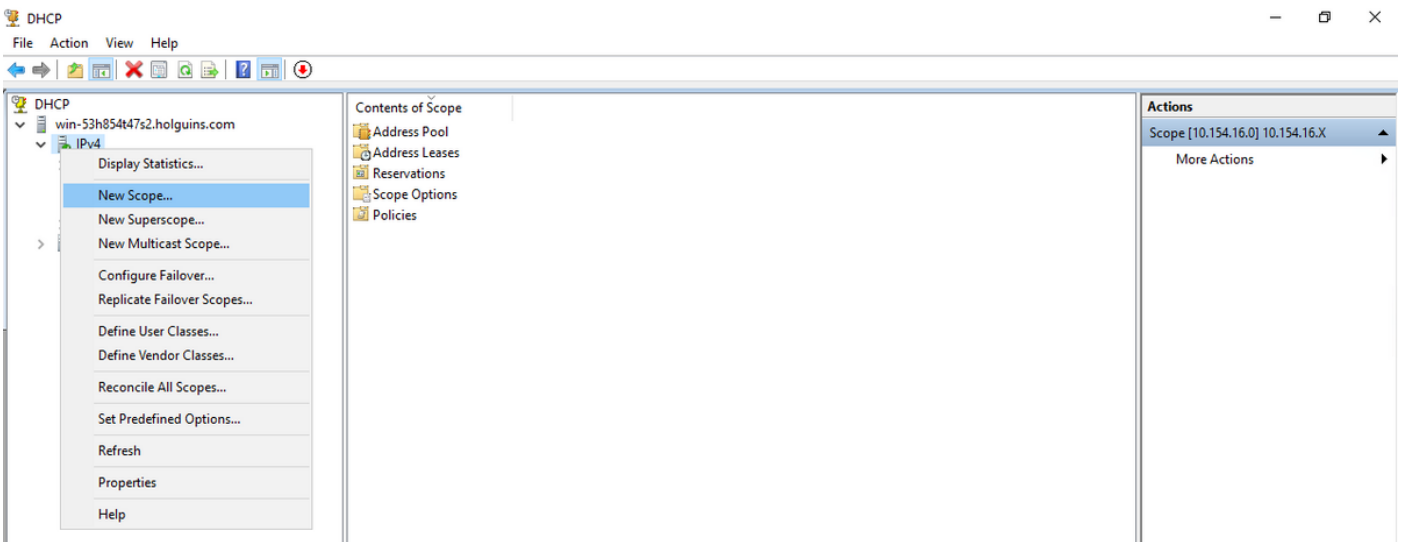 DHCP
File Action View Help
DHCP
win-53h854t47s2.holguins.com
IPv4
Display Statistics...
New Scope...
New Superscope...
New Multicast Scope...
Configure Failover...
Replicate Failover Scopes...
Define User Classes...
Define Vendor Classes...
Reconcile All Scopes...
Set Predefined Options...
Refresh
Properties
Help
Contents of Scope
Address Pool
Address Leases
Reservations
Scope Options
Policies
Actions
Scope [10.154.16.0] 10.154.16.X
More Actions